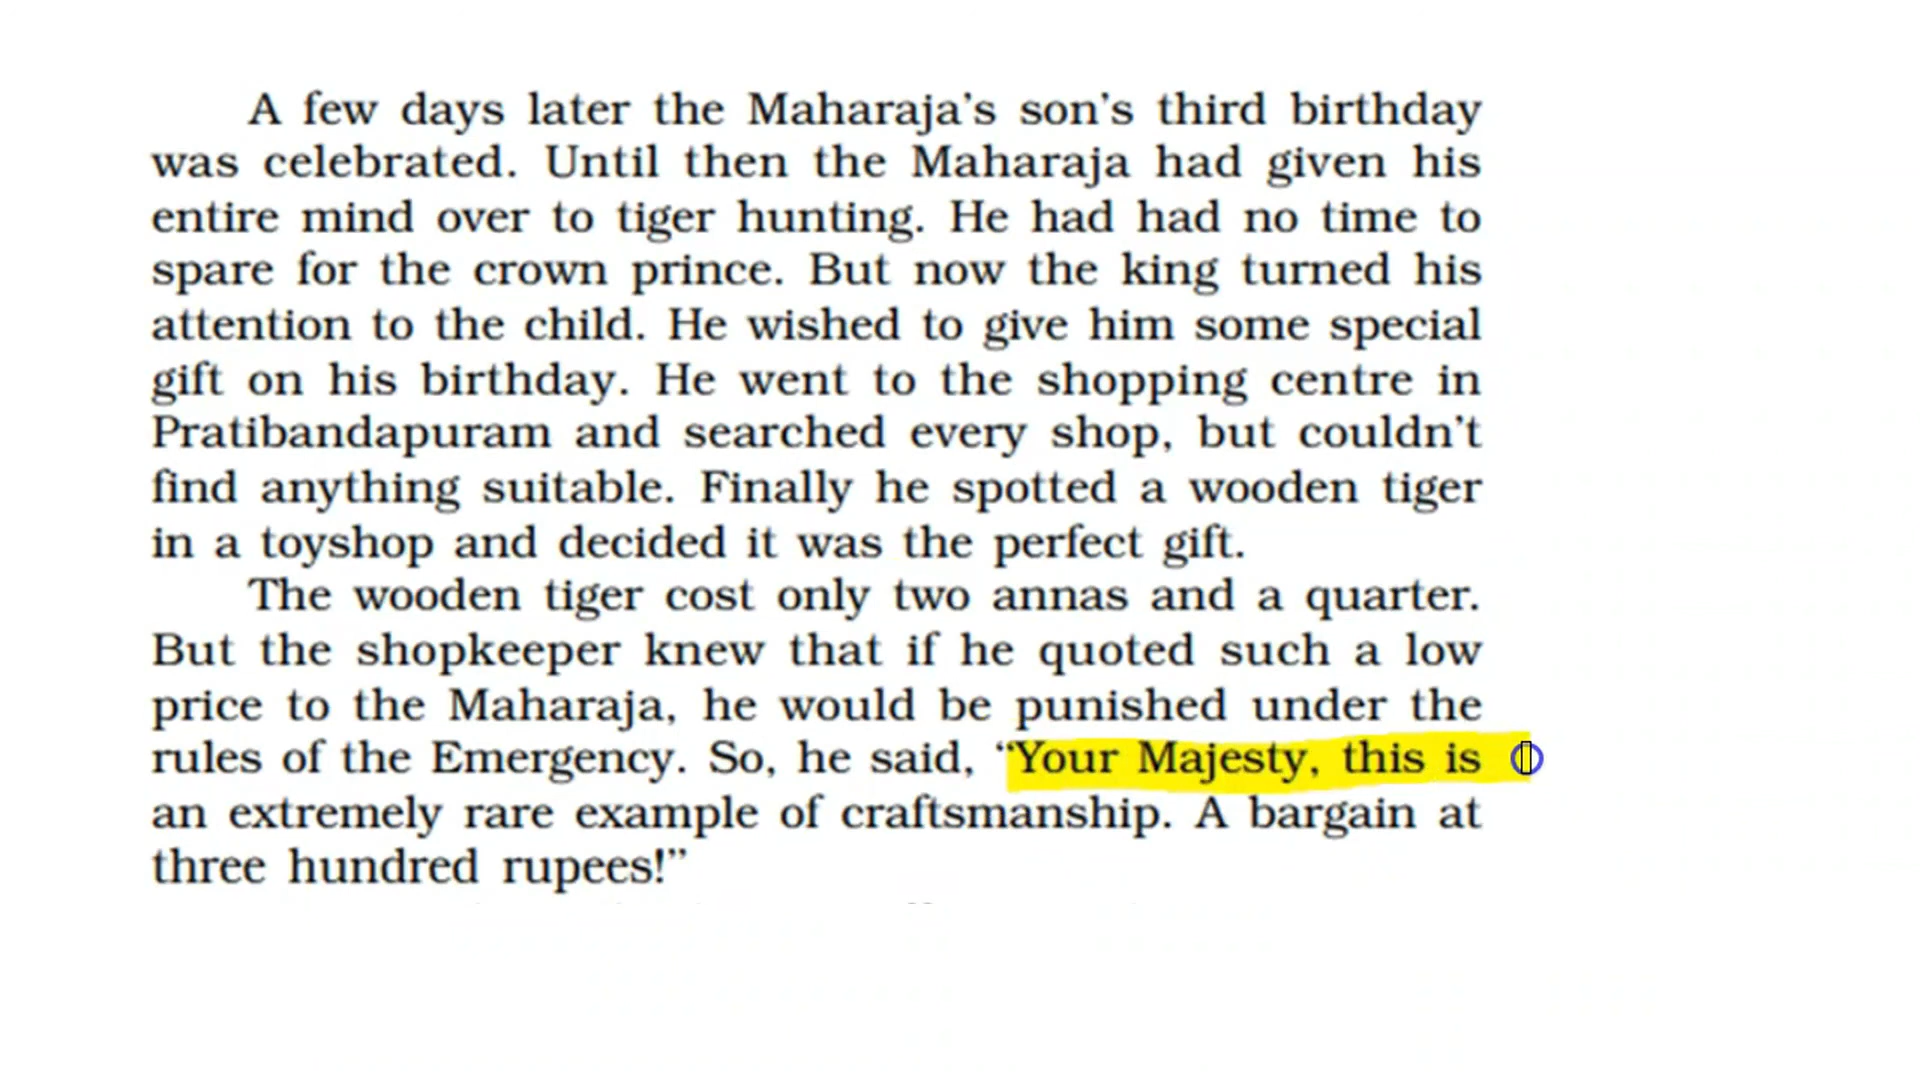 A few days later the Maharaja’s son’s third birthday
was celebrated. Until then the Maharaja had given his
entire mind over to tiger hunting. He had had no time to
spare for the crown prince. But now the king turned his
attention to the child. He wished to give him some special
gift on his birthday. He went to the shopping centre in
Pratibandapuram and searched every shop, but couldn’t
find anything suitable. Finally he spotted a wooden tiger
in a toyshop and decided it was the perfect gift.
The wooden tiger cost only two annas and a quarter.
But the shopkeeper knew that if he quoted such a low
price to the Maharaja, he would be punished under the
rules of the Emergency. So, he said, “Your Majesty, this is
an extremely rare example of craftsmanship. A bargain at
three hundred rupees!”